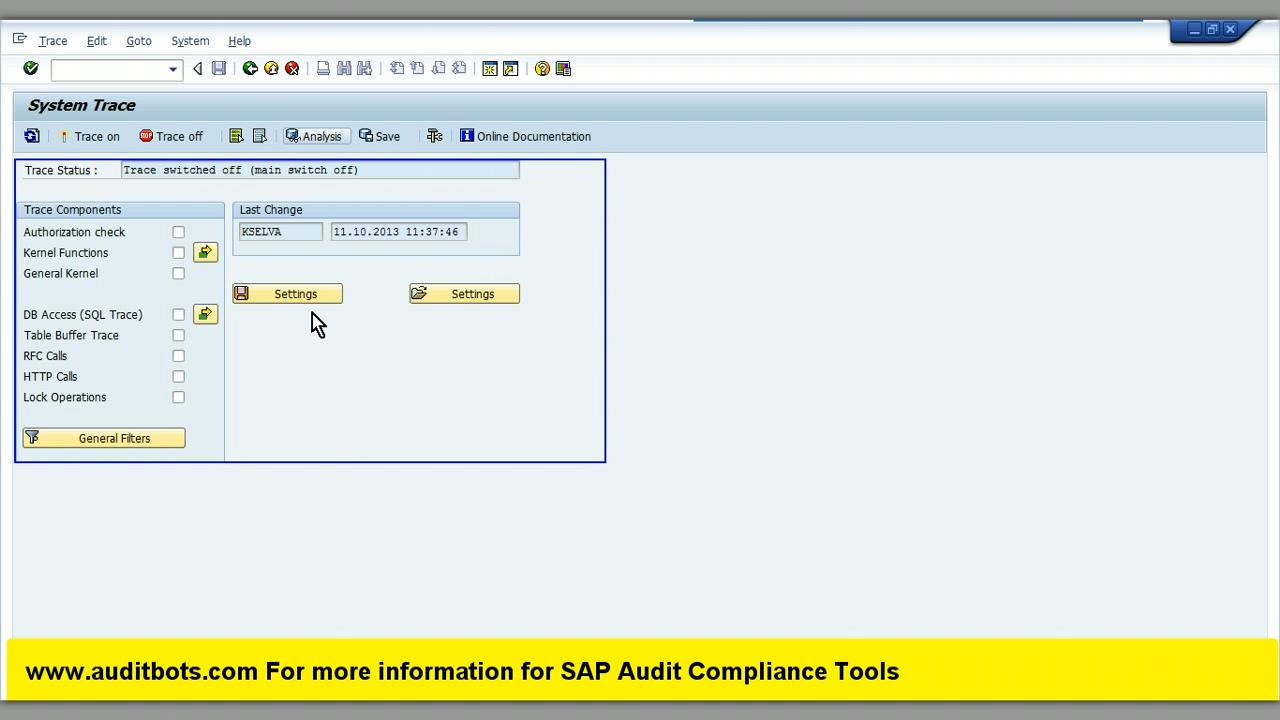 Trace Edit Goto System Help
System Trace
Trace on Trace off Analysis Save Online Documentation
Trace Status : Trace switched off (main switch off)
Trace Components
Authorization check
Kernel Functions
General Kernel
DB Access (SQL Trace)
Table Buffer Trace
RFC Calls
HTTP Calls
Lock Operations
General Filters
Last Change
KSELVA 11.10.2013 11:37:46
Settings Settings
www.auditbots.com For more information for SAP Audit Compliance Tools